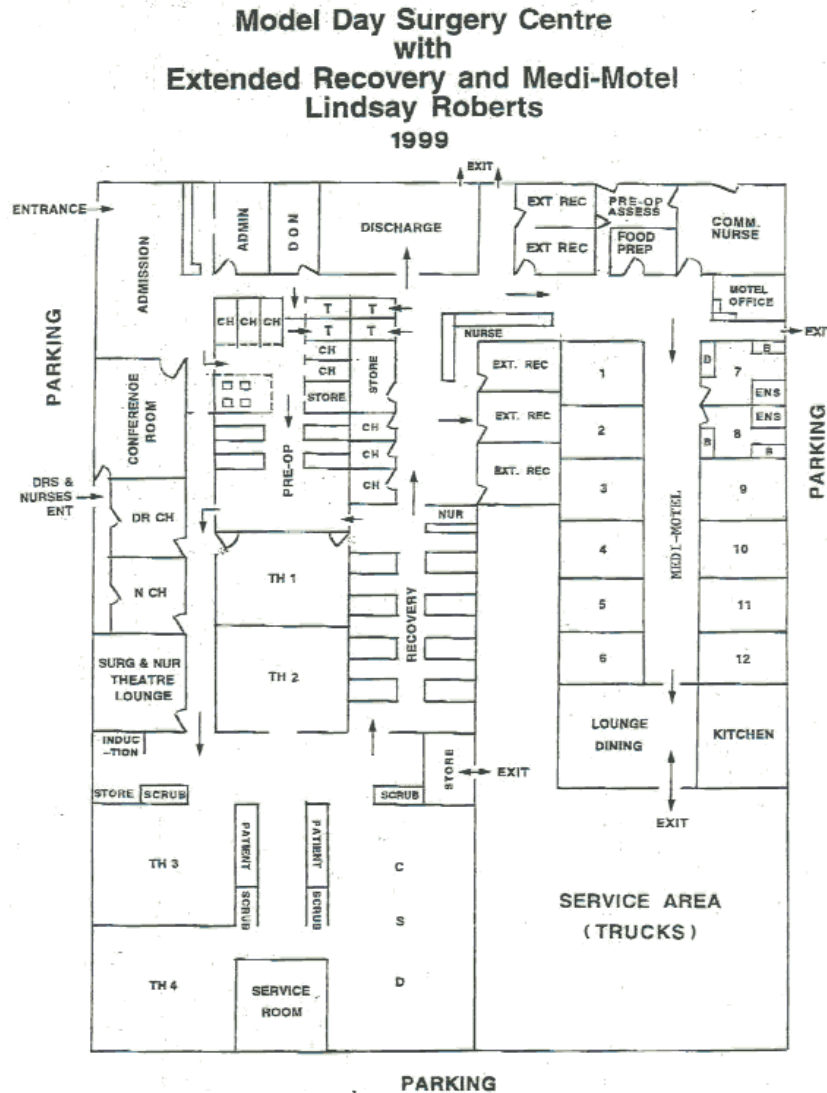 Model Day Surgery Centre
with
Extended Recovery and Medi-Motel
Lindsay Roberts
1999
EXIT
ENTRANCE
ADMISSION
ADMIN
D O N
DISCHARGE
EXT REC
EXT REC
PRE-OP
ASSESS
FOOD
PREP
COMM.
NURSE
MOTEL
OFFICE
EXIT
PARKING
CH
CH
CH
T
T
T
T
CH
CH
STORE
STORE
NURSE
EXT. REC
EXT. REC
EXT. REC
1
2
3
4
5
6
B
B
7
ENS
ENS
8
B
B
9
10
11
12
MEDI-MOTEL
PARKING
CONFERENCE
ROOM
PRE-OP
CH
CH
CH
DRS &
NURSES
ENT
DR CH
N CH
NUR
TH 1
TH 2
RECOVERY
SURG & NUR
THEATRE
LOUNGE
INDUC
-TION
STORE
SCRUB
SCRUB
STORE
EXIT
LOUNGE
DINING
KITCHEN
EXIT
TH 3
PATIENT
SCRUB
PATIENT
SCRUB
C
S
D
TH 4
SERVICE
ROOM
SERVICE AREA
(TRUCKS)
PARKING